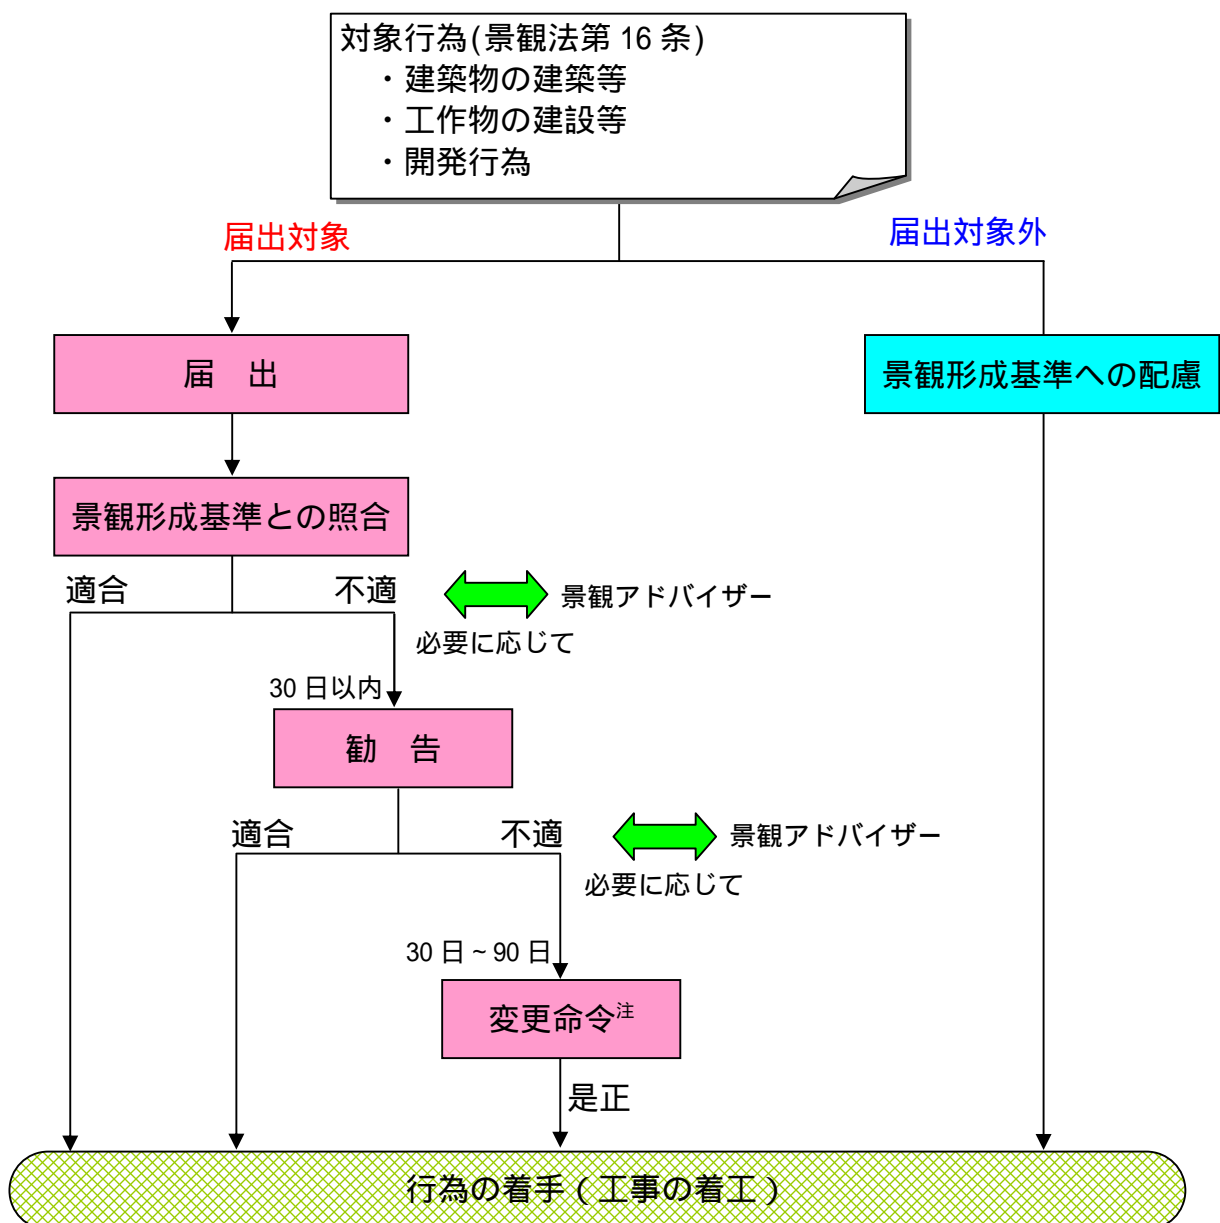 対象行為(景観法第 16 条)
・建築物の建築等
・工作物の建設等
・開発行為
届出対象
届出対象外
届　出
景観形成基準への配慮
景観形成基準との照合
適合
不適
景観アドバイザー
必要に応じて
30 日以内
勧　告
適合
不適
景観アドバイザー
必要に応じて
30 日～90 日
変更命令注
是正
行為の着手（工事の着工）